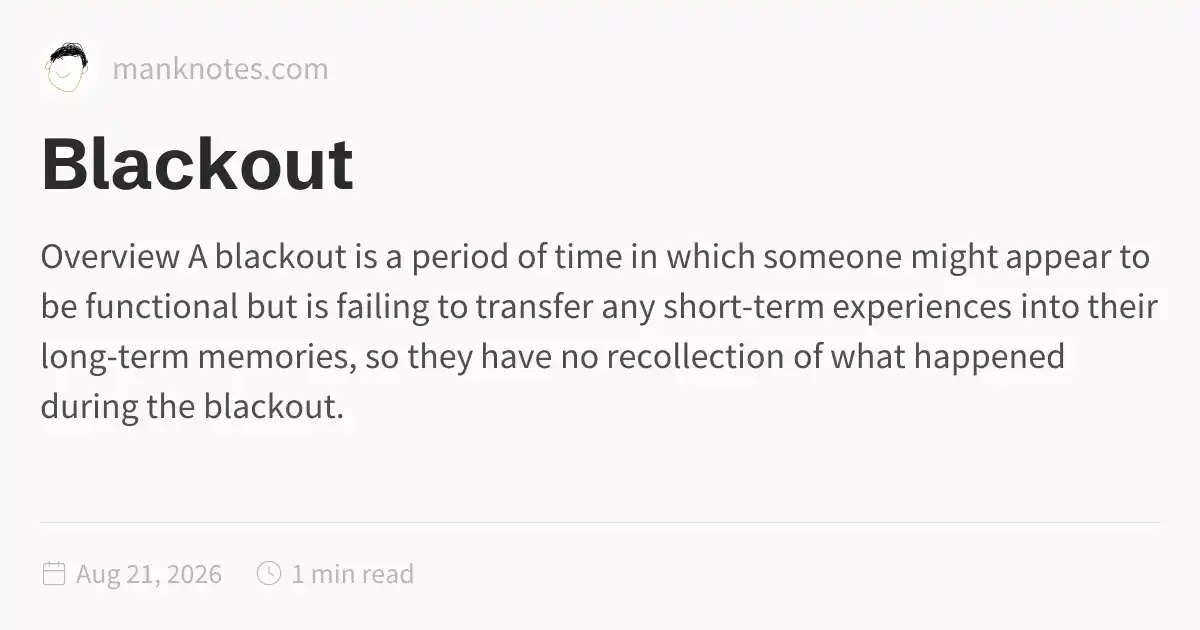 manknotes.com
Blackout
Overview A blackout is a period of time in which someone might appear to
be functional but is failing to transfer any short-term experiences into their
long-term memories, so they have no recollection of what happened
during the blackout.
Aug 21, 2026 1 min read